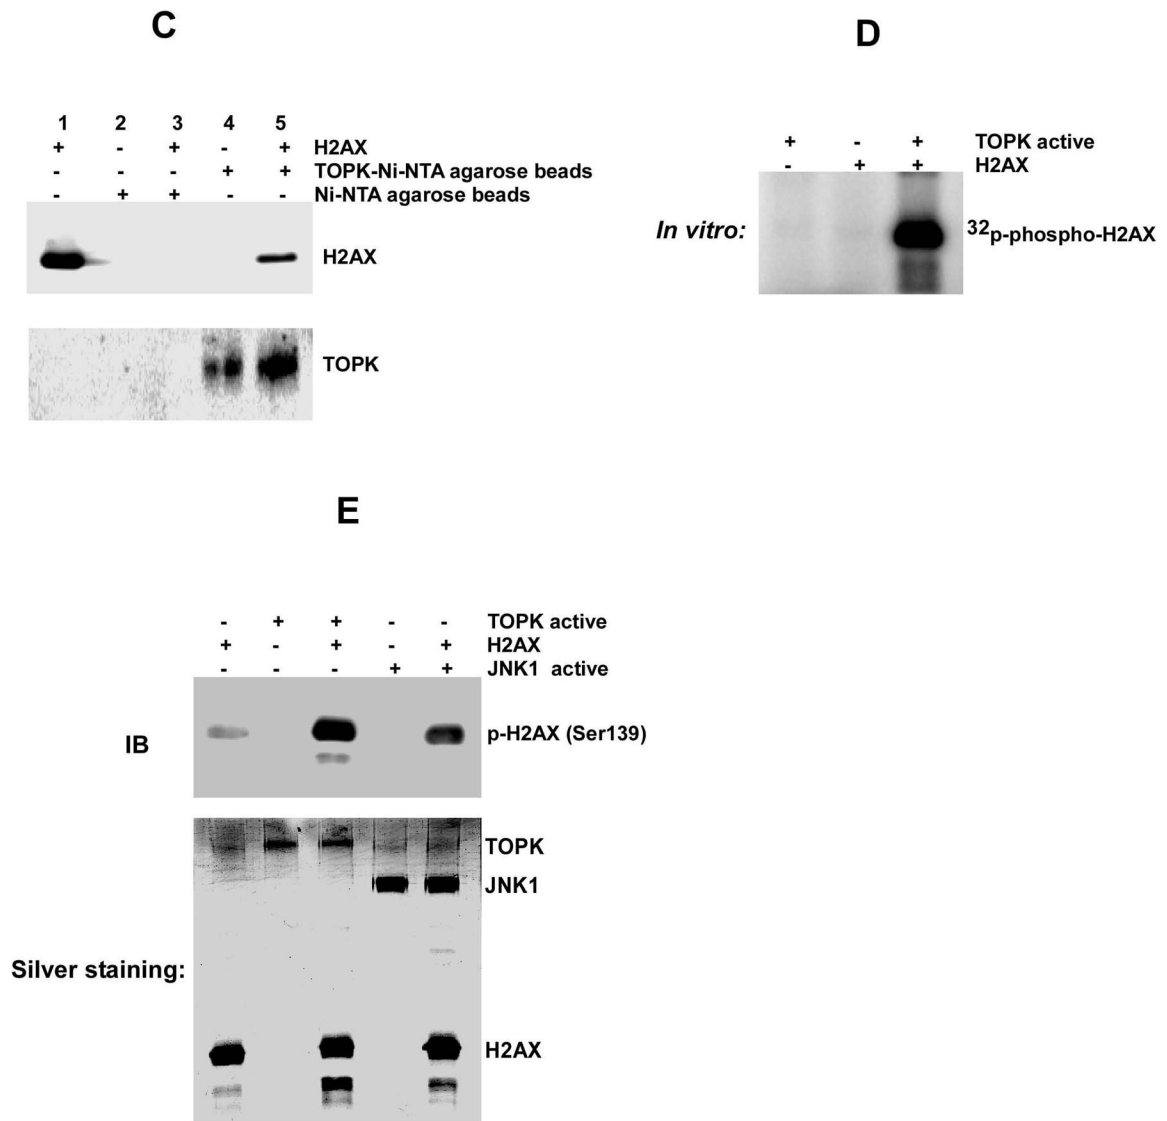 C
1 2 3 4 5
+ - + - + H2AX
- - - + + TOPK-Ni-NTA agarose beads
- + + - - Ni-NTA agarose beads
H2AX
TOPK
D
+ - + TOPK active
- + + H2AX
In vitro: 32p-phospho-H2AX
E
- + + - - TOPK active
+ - + - + H2AX
- - - + + JNK1 active
IB p-H2AX (Ser139)
TOPK
JNK1
Silver staining:
H2AX